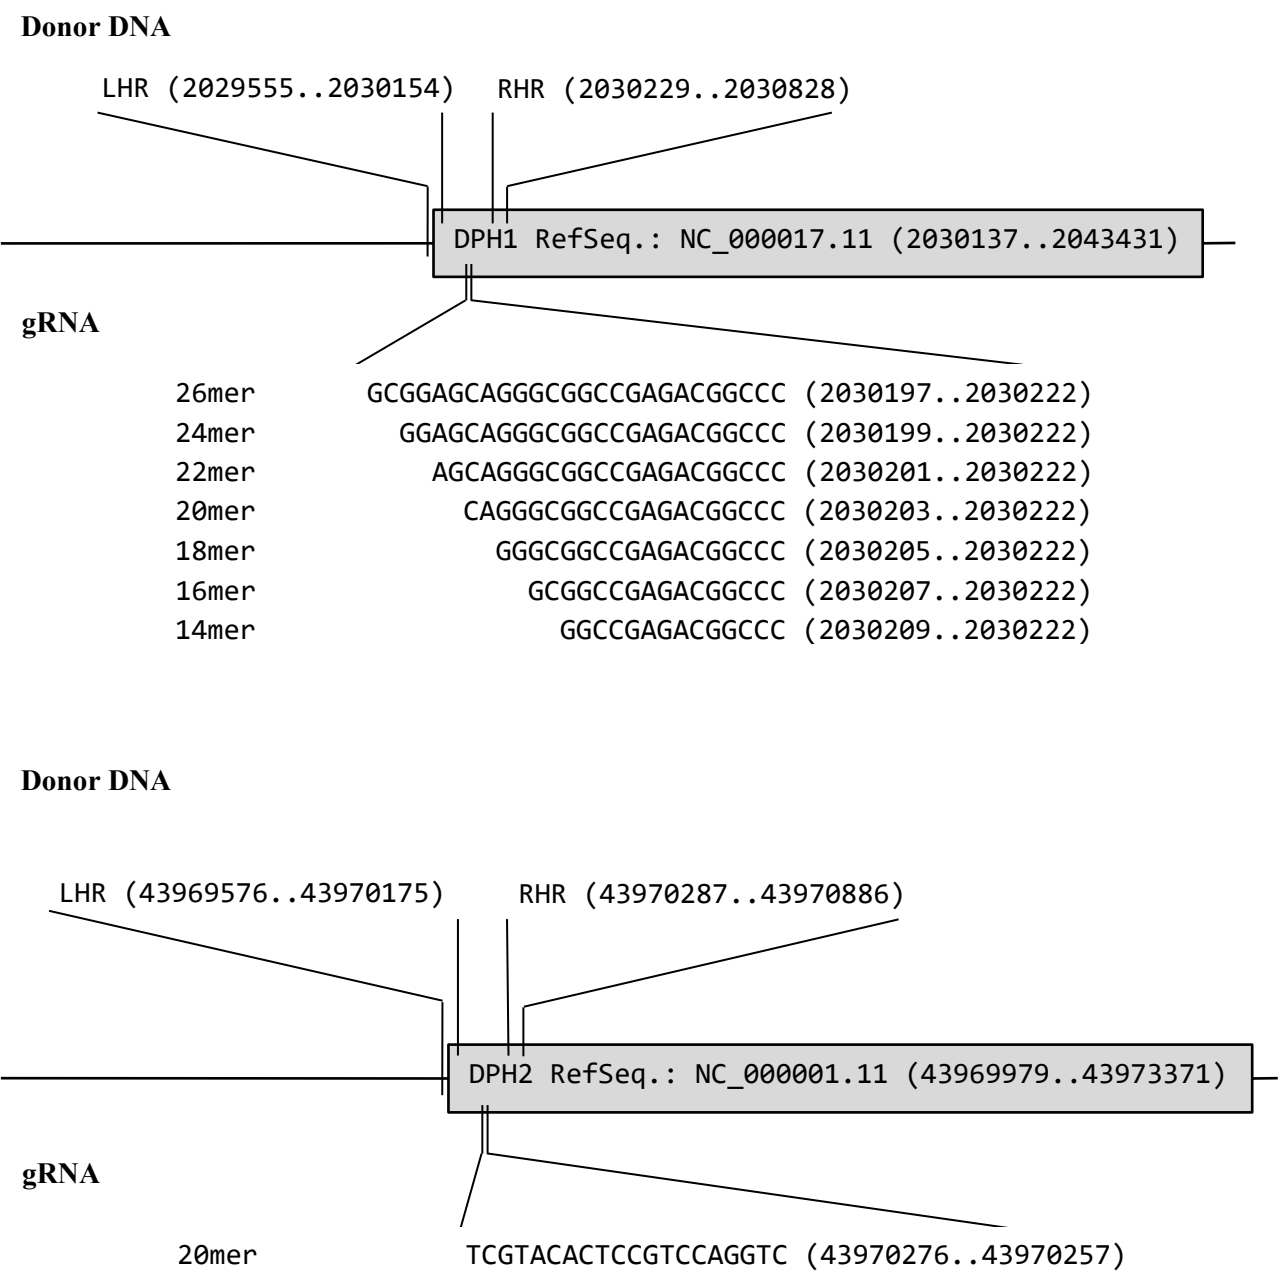 Donor DNA
LHR (2029555..2030154) RHR (2030229..2030828)
DPH1 RefSeq.: NC_000017.11 (2030137..2043431)
gRNA
26mer GCGGAGCAGGGCGGCCGAGACGGCCC (2030197..2030222)
24mer GGAGCAGGGCGGCCGAGACGGCCC (2030199..2030222)
22mer AGCAGGGCGGCCGAGACGGCCC (2030201..2030222)
20mer CAGGGCGGCCGAGACGGCCC (2030203..2030222)
18mer GGGCGGCCGAGACGGCCC (2030205..2030222)
16mer GCGGCCGAGACGGCCC (2030207..2030222)
14mer GGCCGAGACGGCCC (2030209..2030222)
Donor DNA
LHR (43969576..43970175) RHR (43970287..43970886)
DPH2 RefSeq.: NC_000001.11 (43969979..43973371)
gRNA
20mer TCGTACACTCCGTCCAGGTC (43970276..43970257)